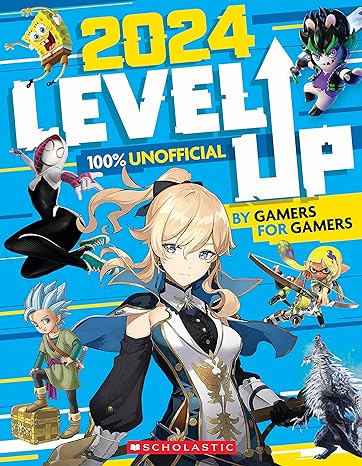 2024
LEVEL UP
100% UNOFFICIAL
BY GAMERS
FOR GAMERS
SCHOLASTIC